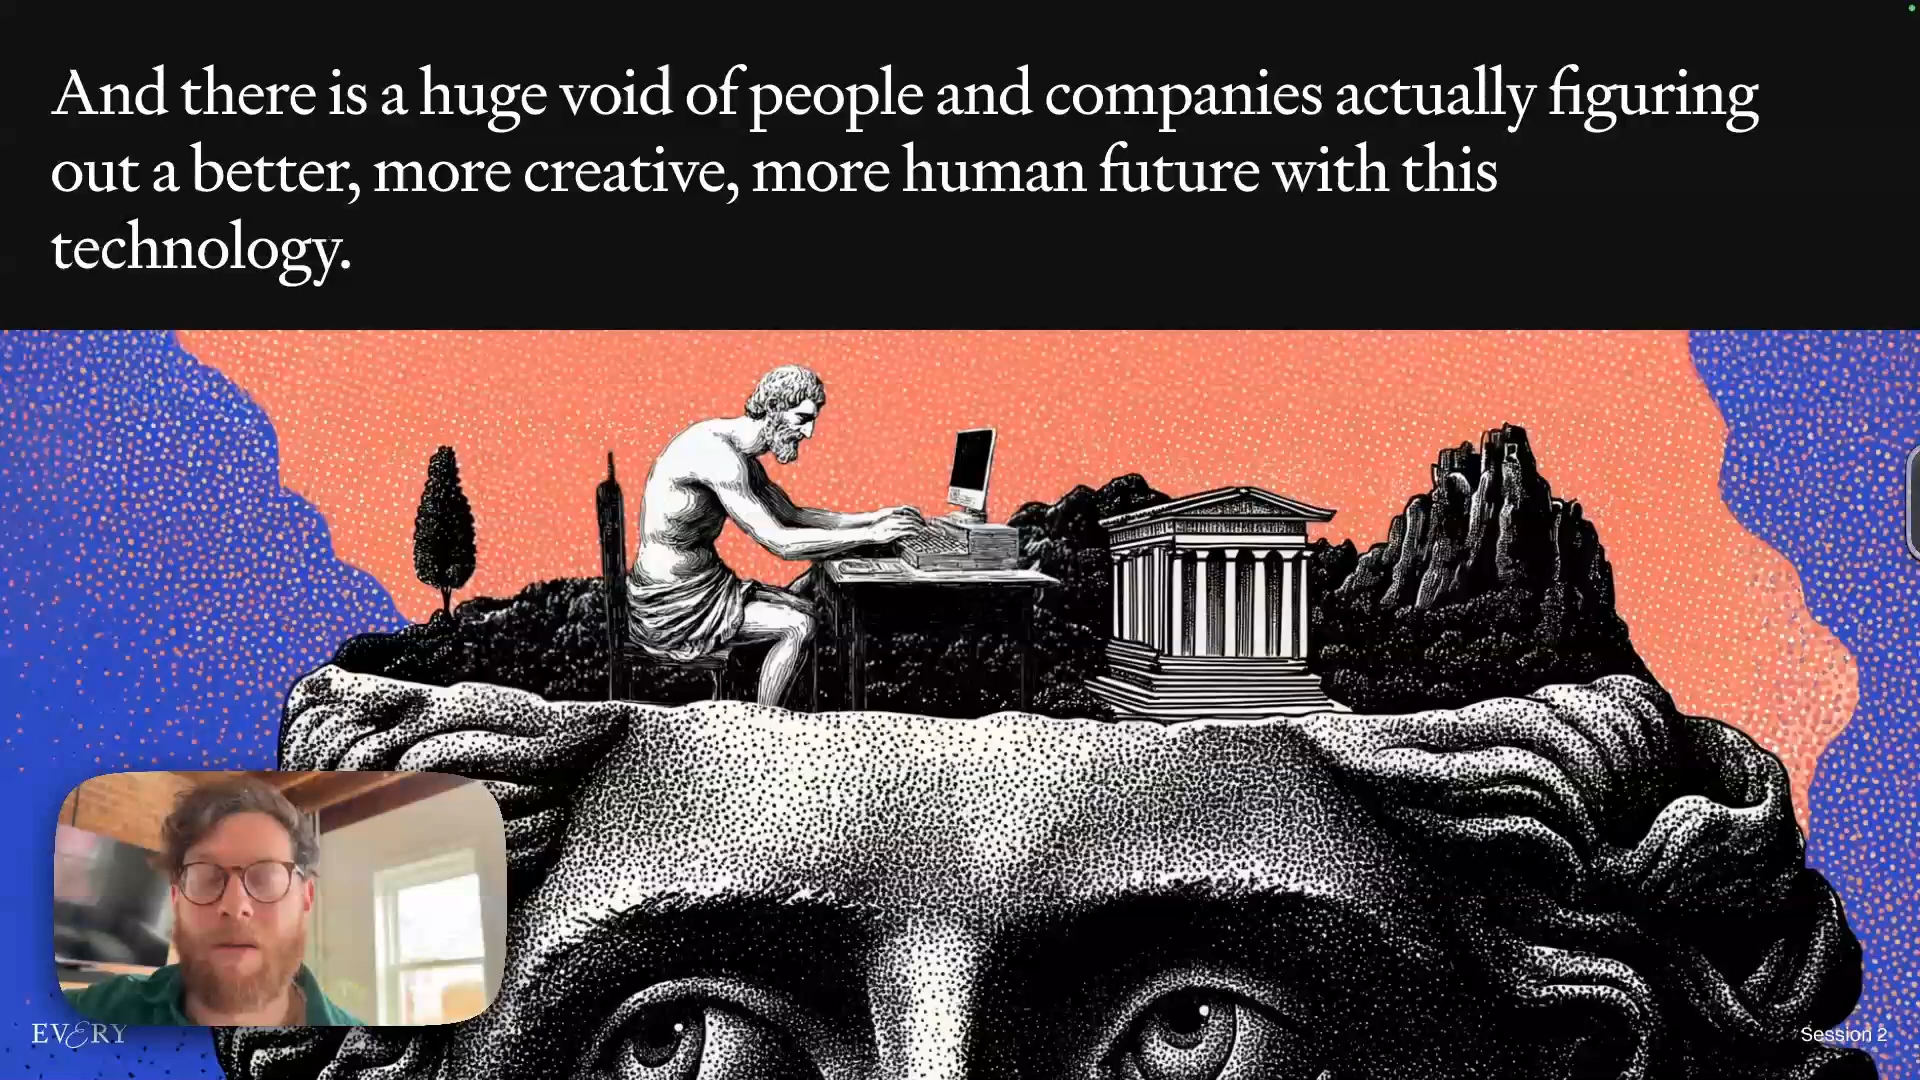 And there is a huge void of people and companies actually figuring
out a better, more creative, more human future with this
technology.
EVERY
Session 2